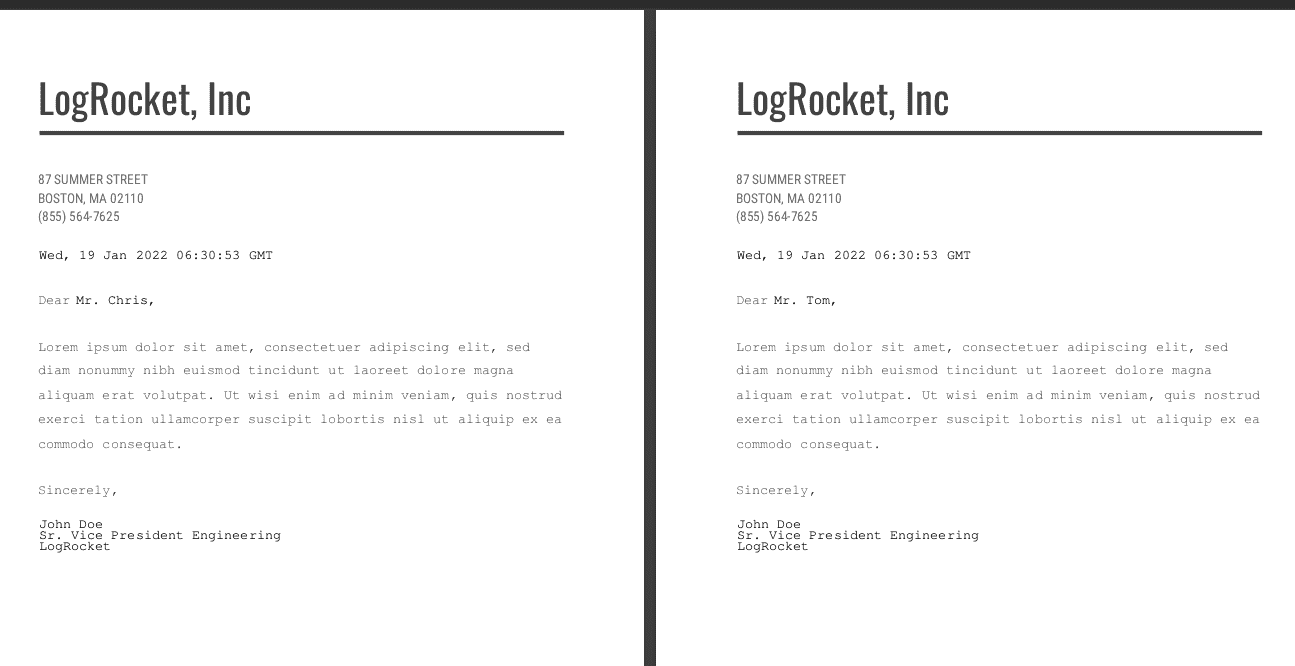 LogRocket, Inc
87 SUMMER STREET
BOSTON, MA 02110
(855) 564-7625
Wed, 19 Jan 2022 06:30:53 GMT
Dear Mr. Chris,
Lorem ipsum dolor sit amet, consectetuer adipiscing elit, sed
diam nonummy nibh euismod tincidunt ut laoreet dolore magna
aliquam erat volutpat. Ut wisi enim ad minim veniam, quis nostrud
exerci tation ullamcorper suscipit lobortis nisl ut aliquip ex ea
commodo consequat.
Sincerely,
John Doe
Sr. Vice President Engineering
LogRocket
LogRocket, Inc
87 SUMMER STREET
BOSTON, MA 02110
(855) 564-7625
Wed, 19 Jan 2022 06:30:53 GMT
Dear Mr. Tom,
Lorem ipsum dolor sit amet, consectetuer adipiscing elit, sed
diam nonummy nibh euismod tincidunt ut laoreet dolore magna
aliquam erat volutpat. Ut wisi enim ad minim veniam, quis nostrud
exerci tation ullamcorper suscipit lobortis nisl ut aliquip ex ea
commodo consequat.
Sincerely,
John Doe
Sr. Vice President Engineering
LogRocket